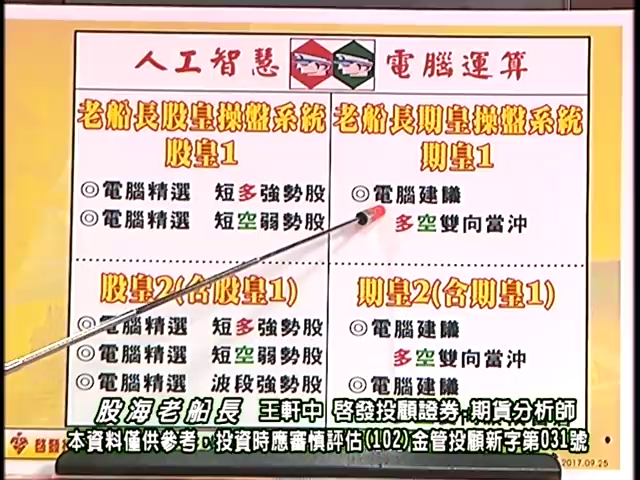 人工智慧 電腦運算
老船長股皇操盤系統
股皇1
◎電腦精選 短多強勢股
◎電腦精選 短空弱勢股
老船長期皇操盤系統
期皇1
◎電腦建議
多空雙向當沖
股皇2(含股皇1)
◎電腦精選 短多強勢股
◎電腦精選 短空弱勢股
◎電腦精選 波段強勢股
期皇2(含期皇1)
◎電腦建議
多空雙向當沖
◎電腦建議
股海老船長 王軒中 啓發投顧證券.期貨分析師
本資料僅供參考:投資時應審慎評估(102)金管投顧新字第031號
啓發投
2017.09.25